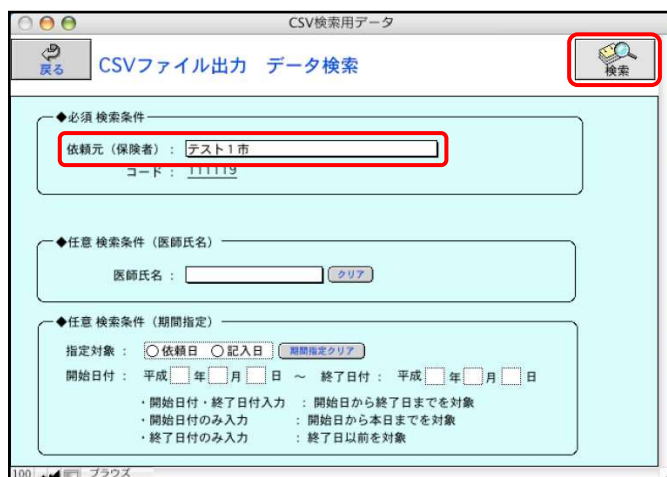 CSV検索用データ
戻る
CSVファイル出力 データ検索
検索
◆必須 検索条件
依頼元（保険者）： テスト１市
コード： 111119
◆任意 検索条件（医師氏名）
医師氏名： クリア
◆任意 検索条件（期間指定）
指定対象： 依頼日 記入日 期間指定クリア
開始日付： 平成 年 月 日 ～ 終了日付： 平成 年 月 日
・開始日付・終了日付入力 ：開始日から終了日までを対象
・開始日付のみ入力 ：開始日から本日までを対象
・終了日付のみ入力 ：終了日以前を対象
100 ブラウズ